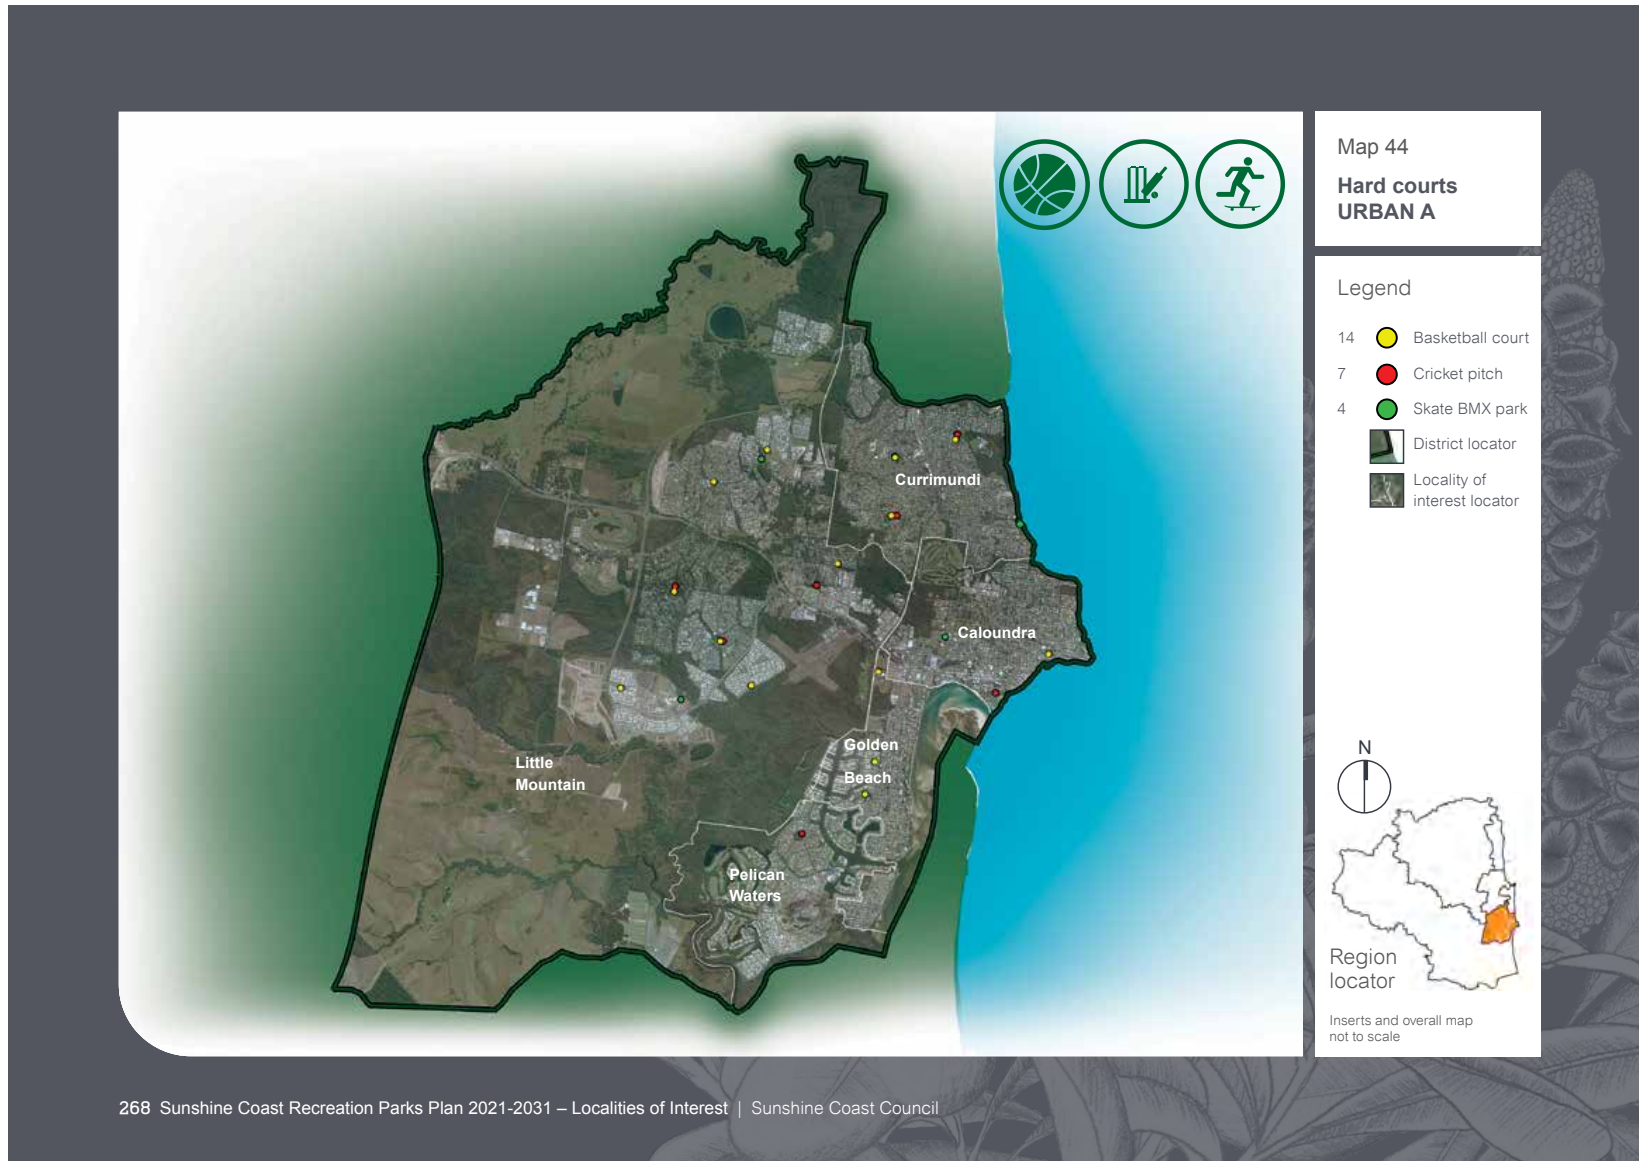 Map 44
Hard courts
URBAN A
Legend
14 Basketball court
7 Cricket pitch
4 Skate BMX park
District locator
Locality of
interest locator
Currimundi
Caloundra
Golden
Beach
Little
Mountain
Pelican
Waters
N
Region
locator
Inserts and overall map
not to scale
268 Sunshine Coast Recreation Parks Plan 2021-2031 – Localities of Interest | Sunshine Coast Council